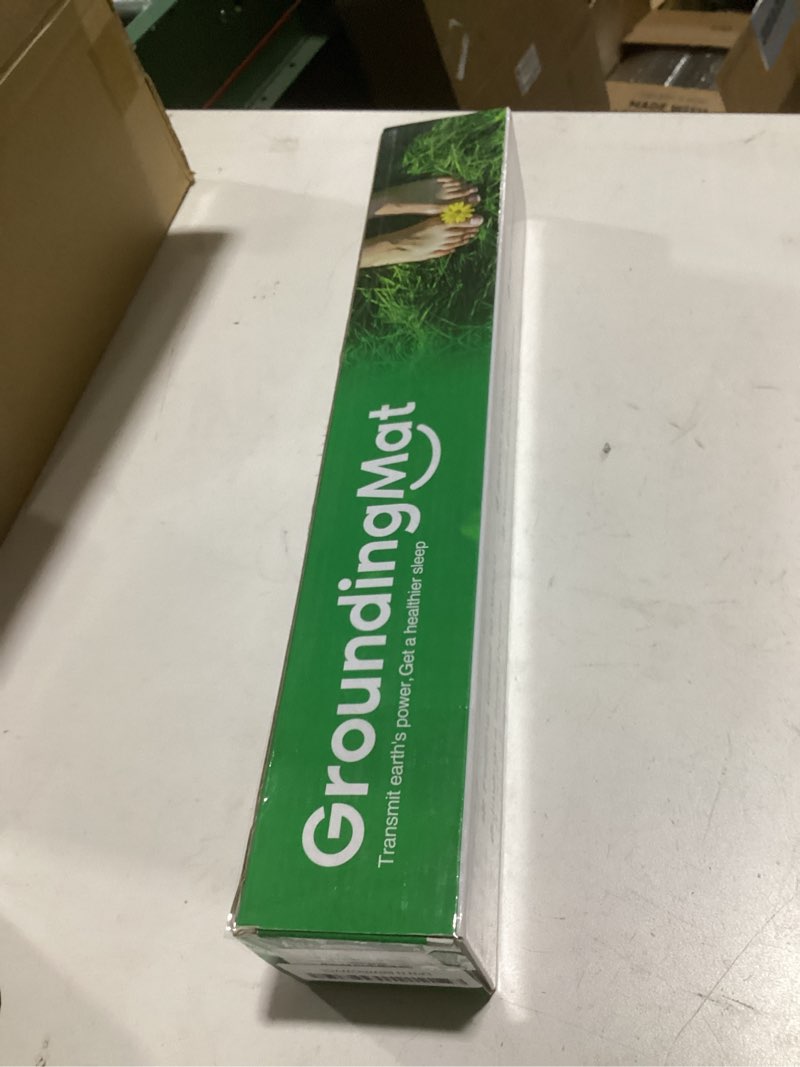 GroundingMat
Transmit earth's power,Get a healthier sleep
MADE